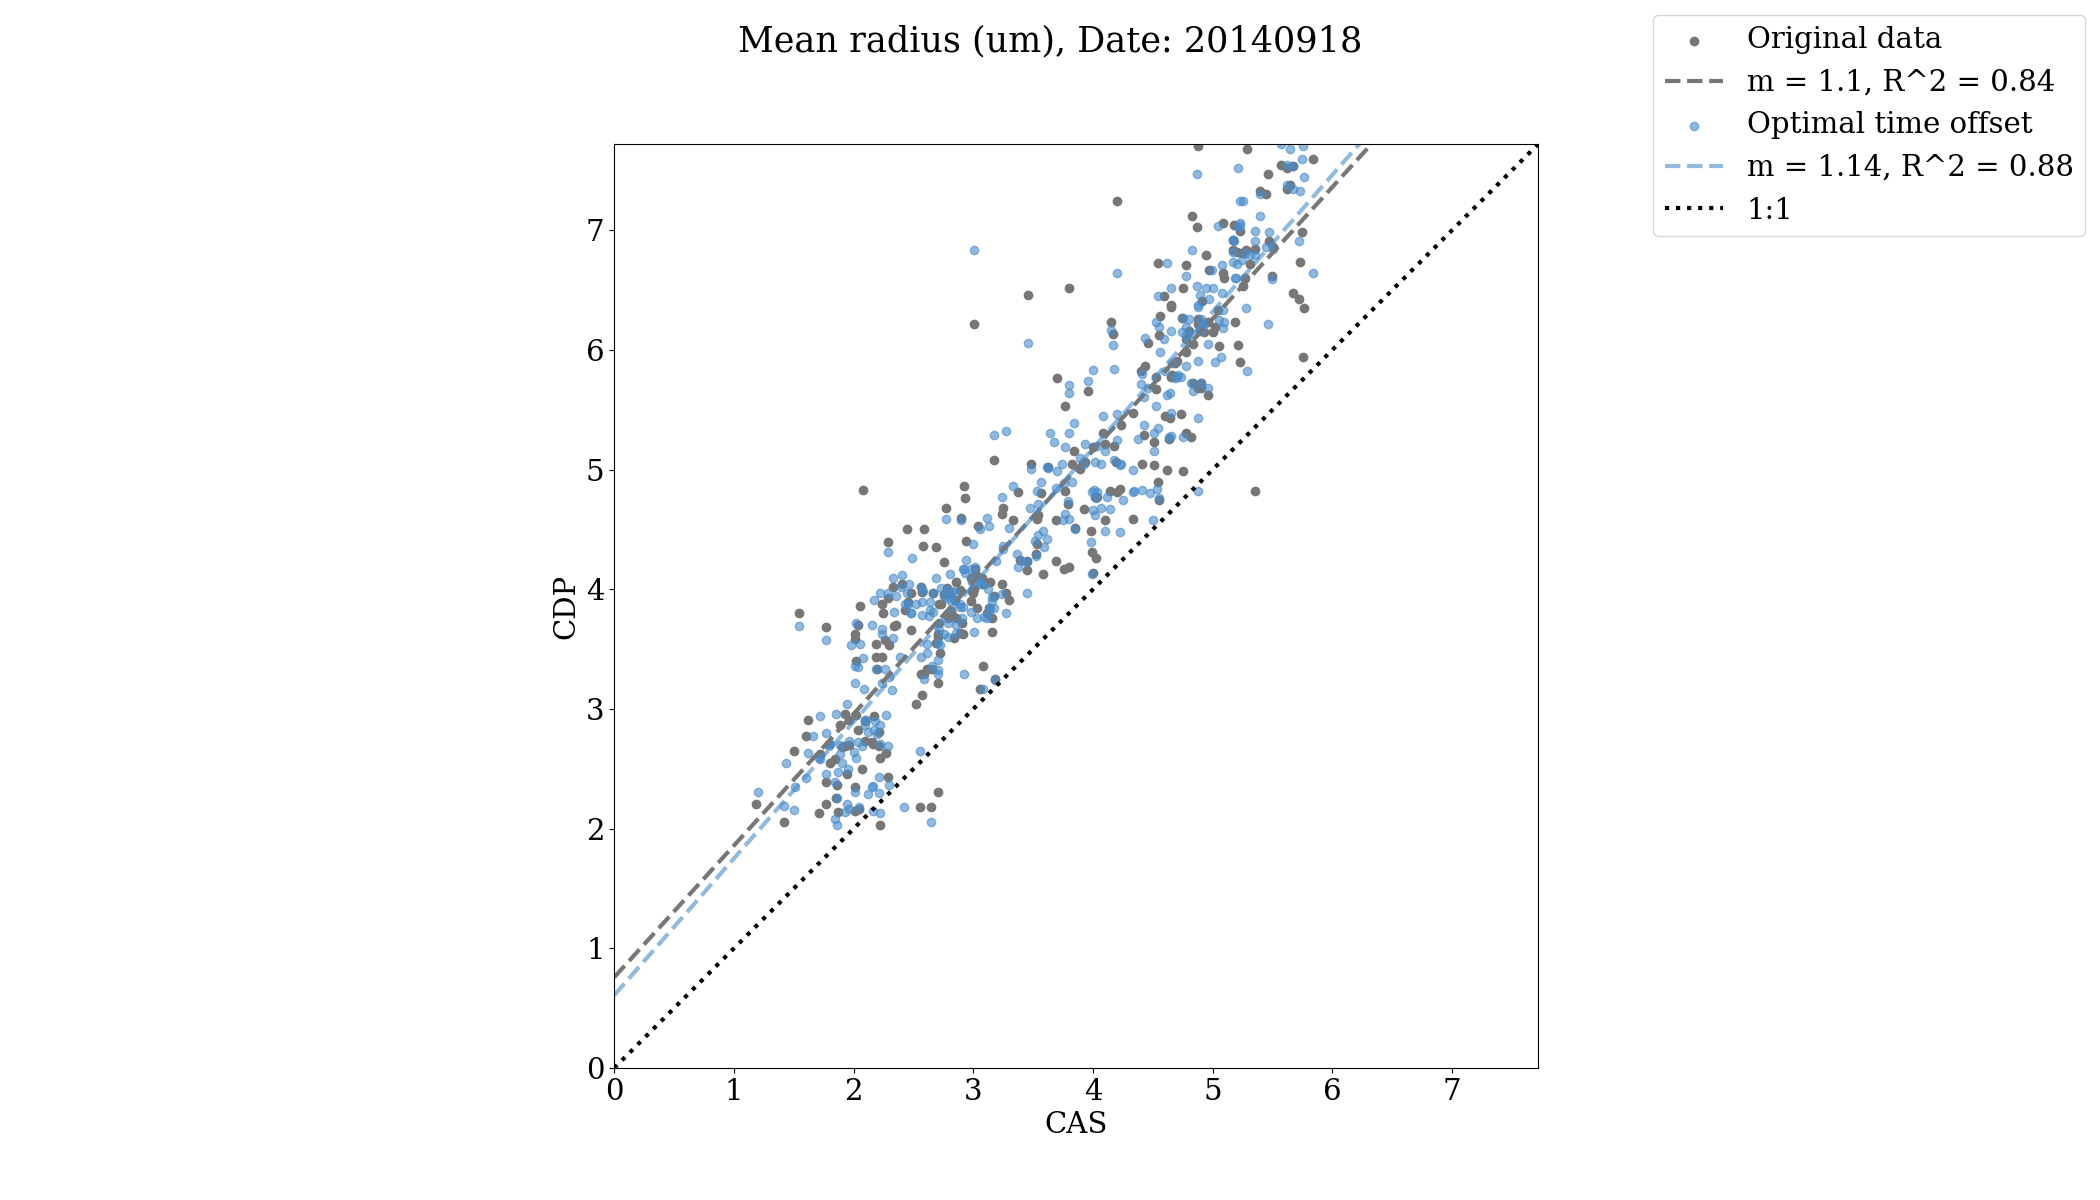 Mean radius (um), Date: 20140918
Original data
m = 1.1, R^2 = 0.84
Optimal time offset
m = 1.14, R^2 = 0.88
1:1
7
6
5
4
3
2
1
0
CDP
0 1 2 3 4 5 6 7
CAS